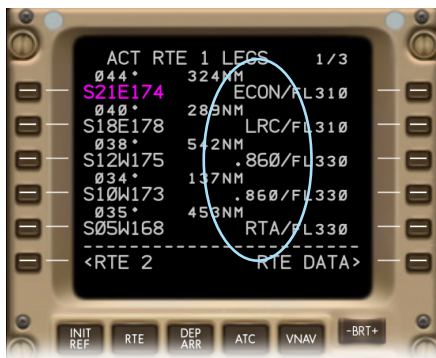 ACT RTE 1 LEGS 1/3
044° 324NM
S21E174 ECON/FL310
040° 289NM
S18E178 LRC/FL310
038° 542NM
S12W175 .860/FL330
034° 137NM
S10W173 .860/FL330
035° 453NM
S05W168 RTA/FL330
--------------------------------
<RTE 2 RTE DATA>
INIT REF RTE DEP ARR ATC VNAV -BRT+